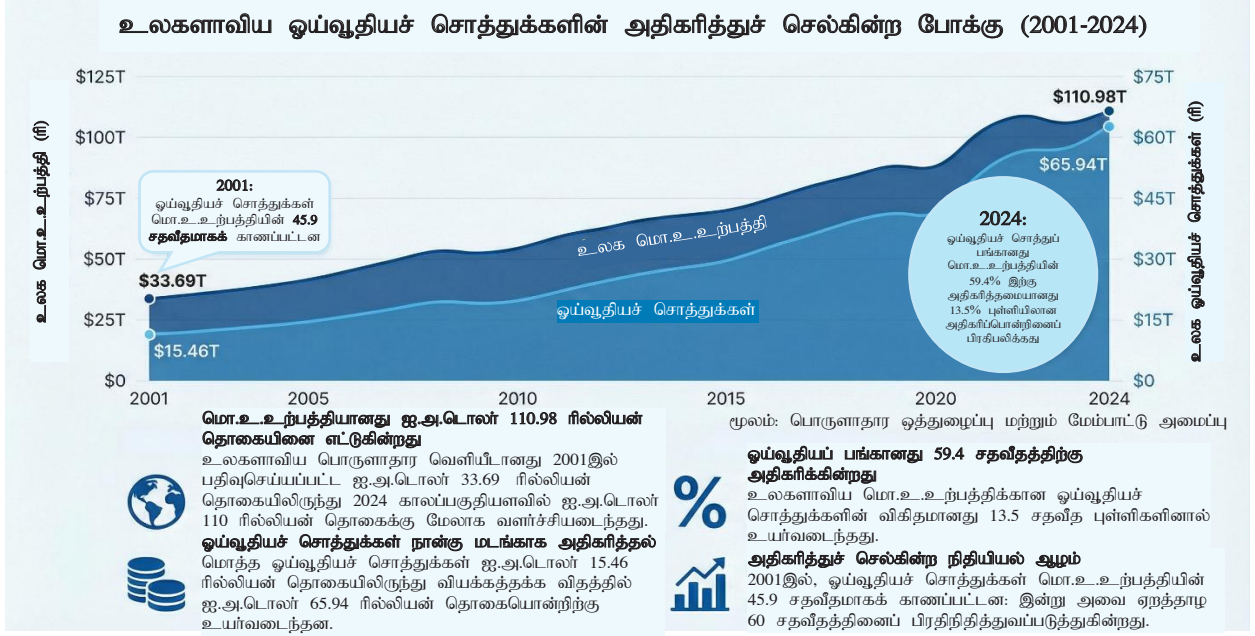 உலகளாவிய ஓய்வூதியச் சொத்துக்களின் அதிகரித்துச் செல்கின்ற போக்கு (2001-2024)
உலக மொ.உ.உற்பத்தி (ரி)
$125T
$100T
$75T
$50T
$25T
$0
2001:
ஓய்வூதியச் சொத்துக்கள்
மொ.உ.உற்பத்தியின் 45.9
சதவீதமாகக் காணப்பட்டன
$33.69T
$15.46T
உலக மொ.உ.உற்பத்தி
ஓய்வூதியச் சொத்துக்கள்
$110.98T
$65.94T
2024:
ஓய்வூதியச் சொத்துப்
பங்கானது
மொ.உ.உற்பத்தியின்
59.4% இற்கு
அதிகரித்தமையானது
13.5% புள்ளியிலான
அதிகரிப்பொன்றினைப்
பிரதிபலிக்கது
$75T
$60T
$45T
$30T
$15T
$0
உலக ஓய்வூதியச் சொத்துக்கள் (ரி)
2001
2005
2010
2015
2020
2024
மூலம்: பொருளாதார ஒத்துழைப்பு மற்றும் மேம்பாட்டு அமைப்பு
மொ.உ.உற்பத்தியானது ஐ.அ.டொலர் 110.98 ரில்லியன்
தொகையினை எட்டுகின்றது
உலகளாவிய பொருளாதார வெளியீடானது 2001இல்
பதிவுசெய்யப்பட்ட ஐ.அ.டொலர் 33.69 ரில்லியன்
தொகையிலிருந்து 2024 காலப்பகுதியளவில் ஐ.அ.டொலர்
110 ரில்லியன் தொகைக்கு மேலாக வளர்ச்சியடைந்தது.
ஓய்வூதியச் சொத்துக்கள் நான்கு மடங்காக அதிகரித்தல்
மொத்த ஓய்வூதியச் சொத்துக்கள் ஐ.அ.டொலர் 15.46
ரில்லியன் தொகையிலிருந்து வியக்கத்தக்க விதத்தில்
ஐ.அ.டொலர் 65.94 ரில்லியன் தொகையொன்றிற்கு
உயர்வடைந்தன.
%
ஓய்வூதியப் பங்கானது 59.4 சதவீதத்திற்கு
அதிகரிக்கின்றது
உலகளாவிய மொ.உ.உற்பத்திக்கான ஓய்வூதியச்
சொத்துக்களின் விகிதமானது 13.5 சதவீத புள்ளிகளினால்
உயர்வடைந்தது.
அதிகரித்துச் செல்கின்ற நிதியியல் ஆழம்
2001இல், ஓய்வூதியச் சொத்துக்கள் மொ.உ.உற்பத்தியின்
45.9 சதவீதமாகக் காணப்பட்டன: இன்று அவை ஏறத்தாழ
60 சதவீதத்தினைப் பிரதிநிதித்துவப்படுத்துகின்றது.